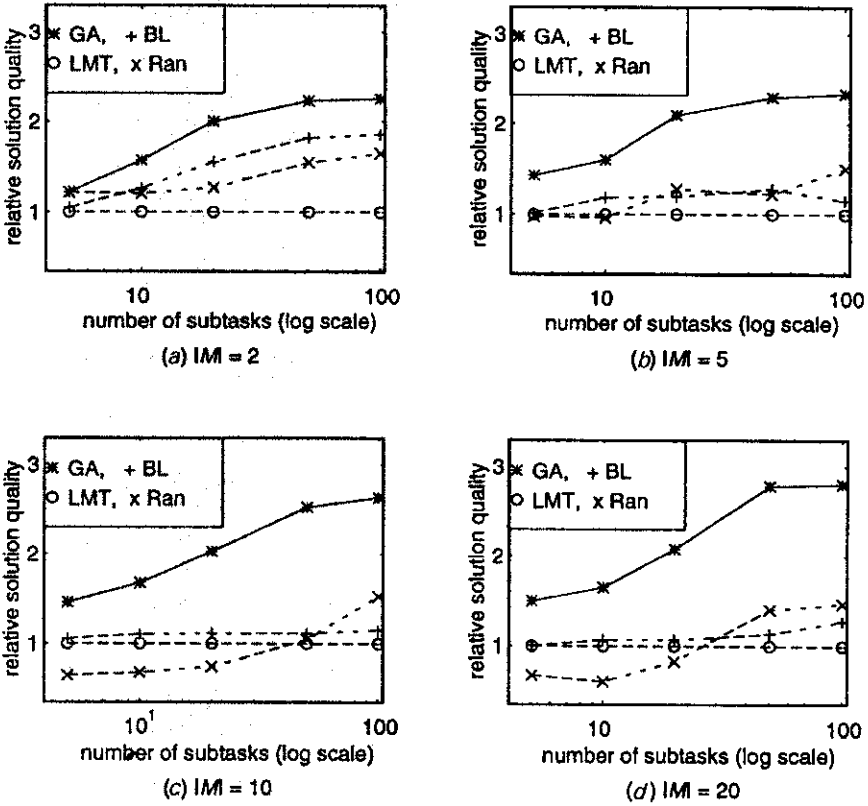 relative solution quality
3
2
1
* GA, + BL
o LMT, x Ran
10
100
number of subtasks (log scale)
(a) |M| = 2
relative solution quality
3
2
1
* GA, + BL
o LMT, x Ran
10
100
number of subtasks (log scale)
(b) |M| = 5
relative solution quality
3
2
1
* GA, + BL
o LMT, x Ran
10¹
100
number of subtasks (log scale)
(c) |M| = 10
relative solution quality
3
2
1
* GA, + BL
o LMT, x Ran
10
100
number of subtasks (log scale)
(d) |M| = 20